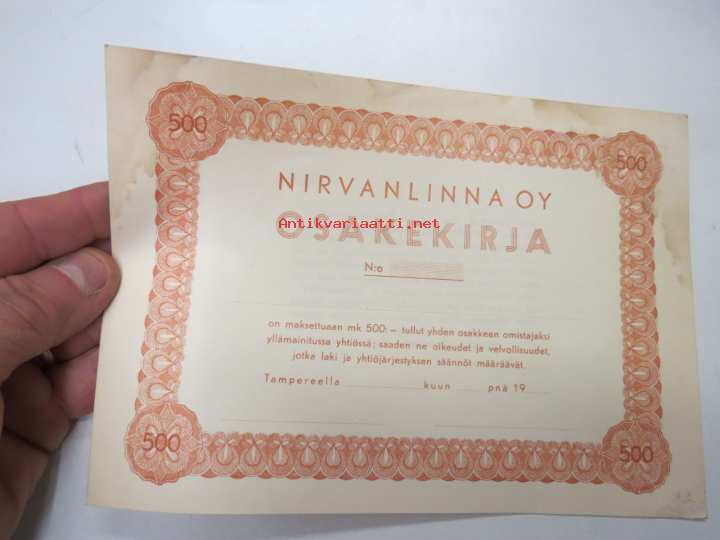 500
500
NIRVANLINNA OY
Antikvariaatti.net
OSAKEKIRJA
N:o
on maksettuaan mk 500:– tullut yhden osakkeen omistajaksi
yllämainitussa yhtiössä; saaden ne oikeudet ja velvollisuudet,
jotka laki ja yhtiöjärjestyksen säännöt määräävät.
Tampereella kuun pnä 19
500
500